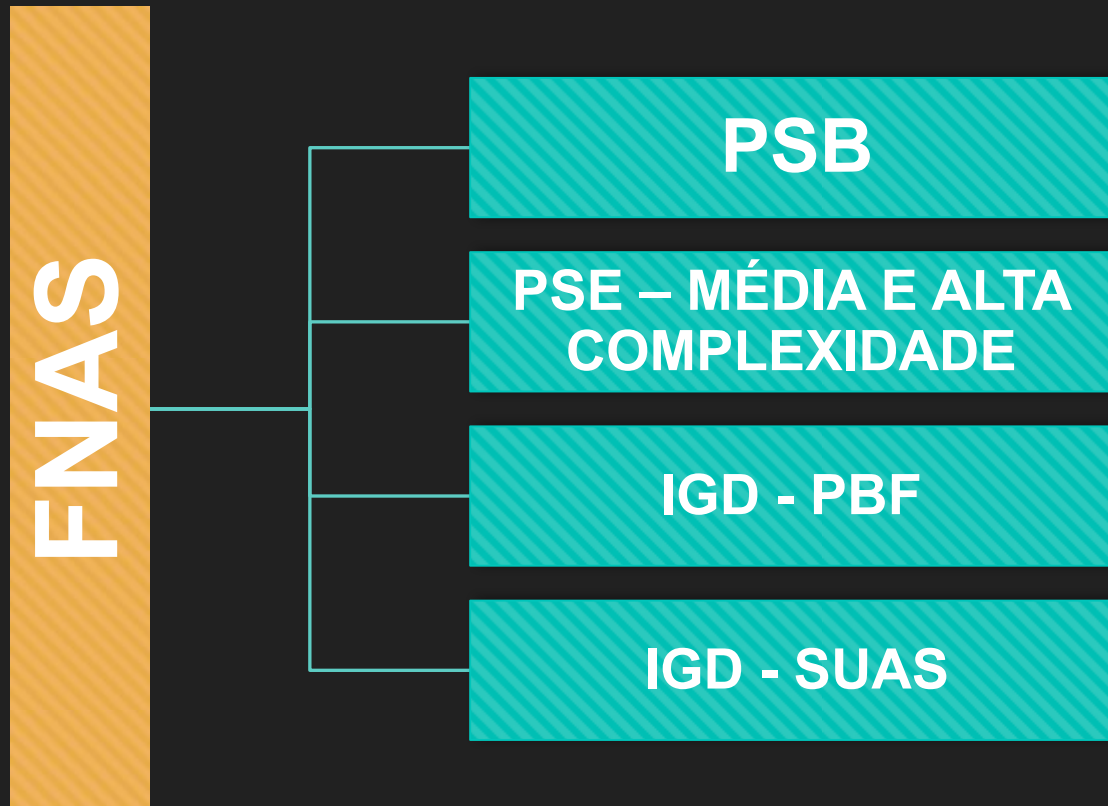 FNAS
PSB
PSE – MÉDIA E ALTA
COMPLEXIDADE
IGD - PBF
IGD - SUAS